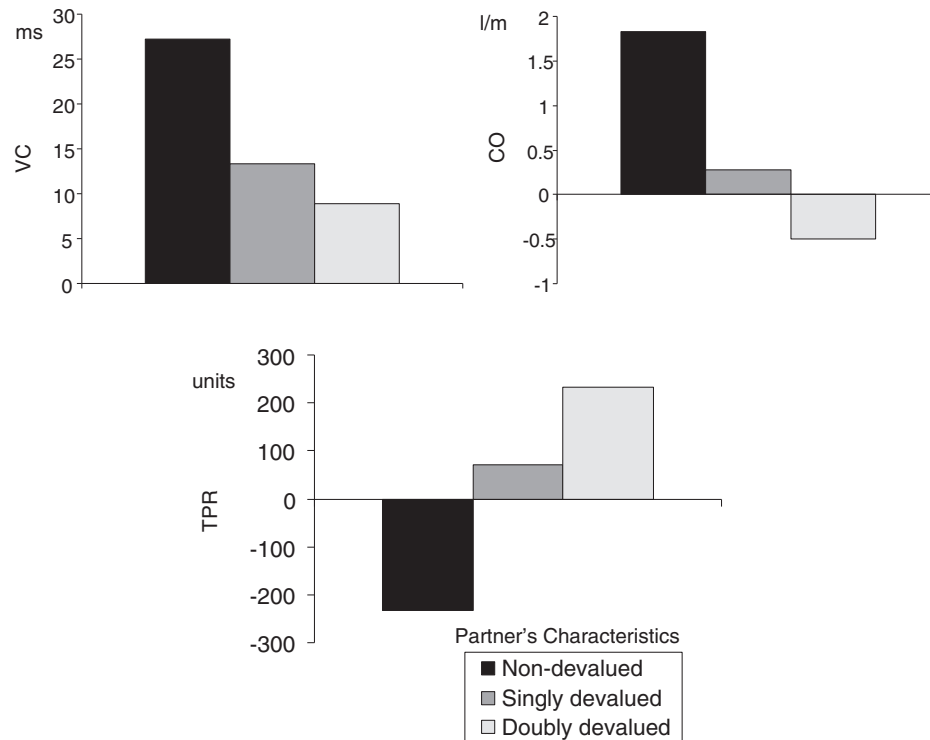 ms
VC
30
25
20
15
10
5
0
l/m
CO
2
1.5
1
0.5
0
-0.5
-1
units
TPR
300
200
100
0
-100
-200
-300
Partner's Characteristics
Non-devalued
Singly devalued
Doubly devalued